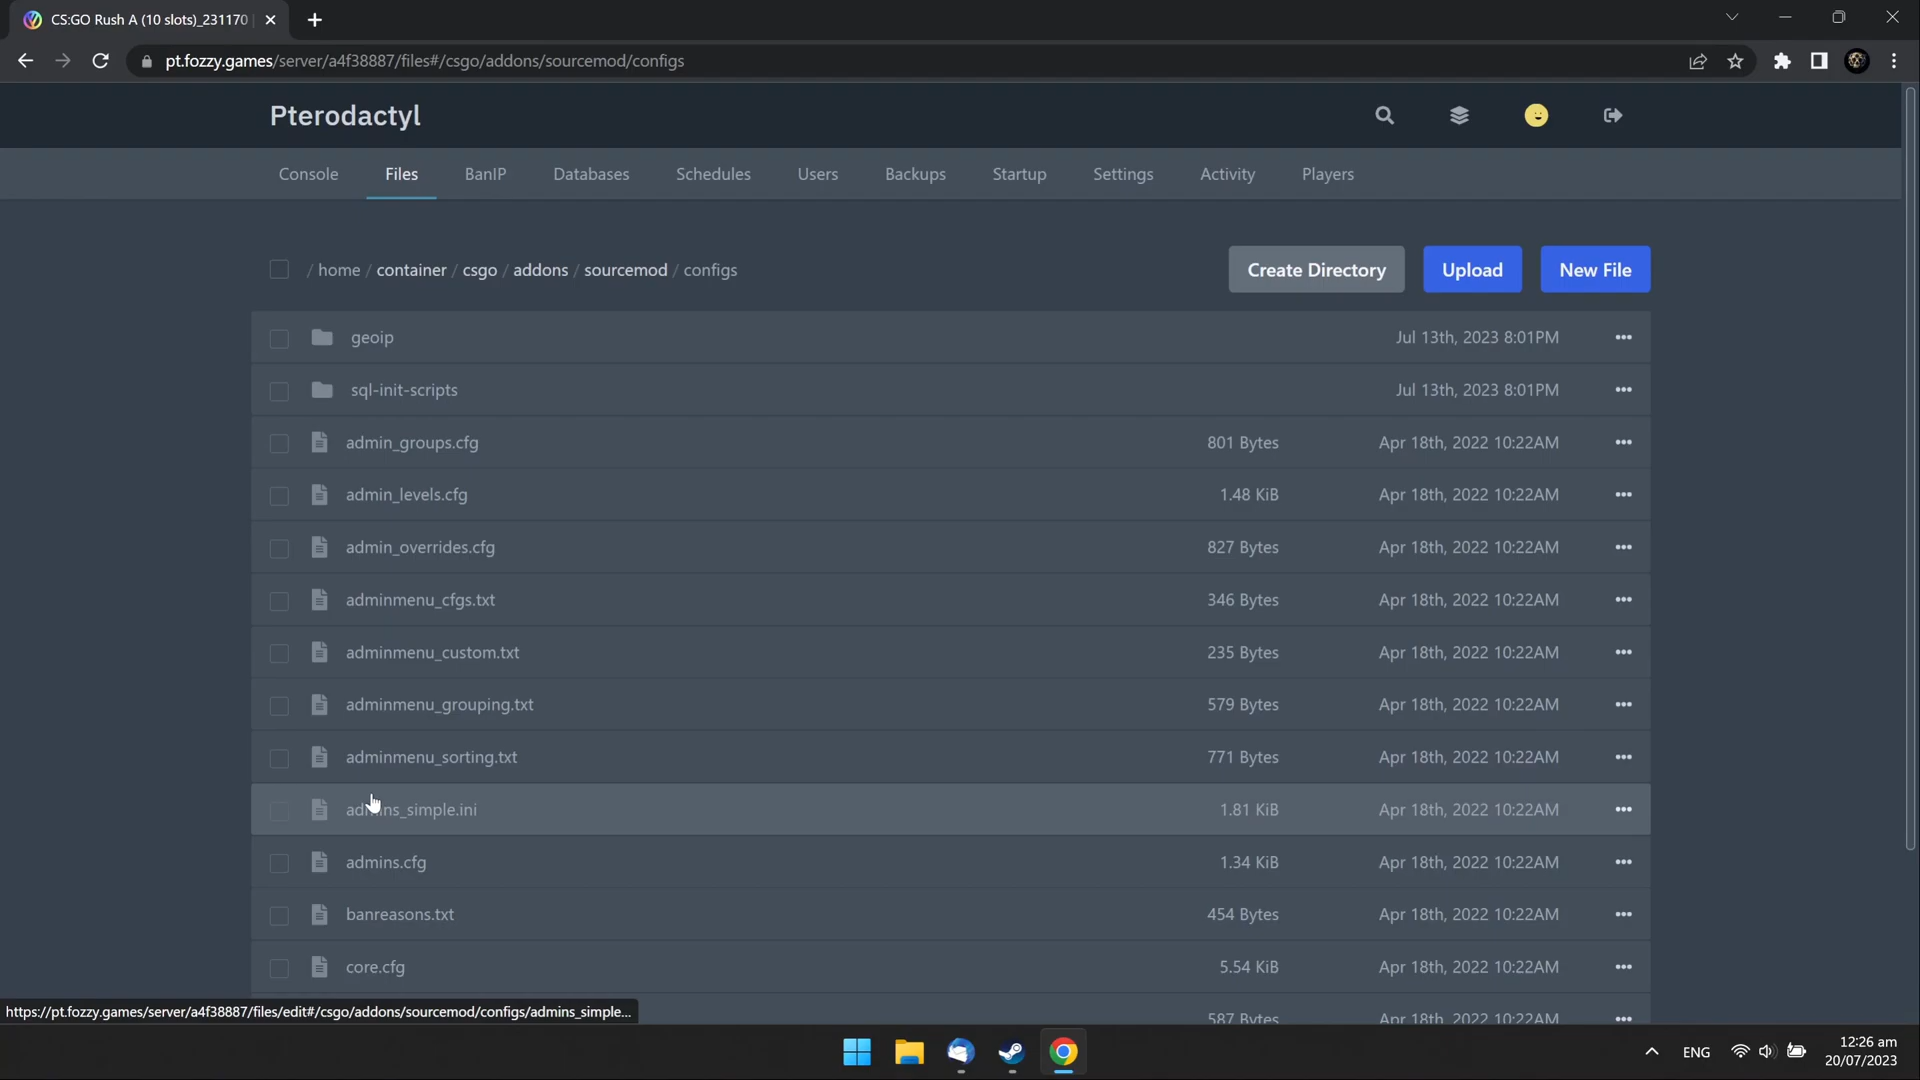 CS:GO Rush A (10 slots)_231170
pt.fozzy.games/server/a4f38887/files#/csgo/addons/sourcemod/configs
Pterodactyl
Console Files BanIP Databases Schedules Users Backups Startup Settings Activity Players
/ home / container / csgo / addons / sourcemod / configs
Create Directory Upload New File
geoip Jul 13th, 2023 8:01PM
sql-init-scripts Jul 13th, 2023 8:01PM
admin_groups.cfg 801 Bytes Apr 18th, 2022 10:22AM
admin_levels.cfg 1.48 KiB Apr 18th, 2022 10:22AM
admin_overrides.cfg 827 Bytes Apr 18th, 2022 10:22AM
adminmenu_cfgs.txt 346 Bytes Apr 18th, 2022 10:22AM
adminmenu_custom.txt 235 Bytes Apr 18th, 2022 10:22AM
adminmenu_grouping.txt 579 Bytes Apr 18th, 2022 10:22AM
adminmenu_sorting.txt 771 Bytes Apr 18th, 2022 10:22AM
admins_simple.ini 1.81 KiB Apr 18th, 2022 10:22AM
admins.cfg 1.34 KiB Apr 18th, 2022 10:22AM
banreasons.txt 454 Bytes Apr 18th, 2022 10:22AM
core.cfg 5.54 KiB Apr 18th, 2022 10:22AM
587 Bytes Apr 18th, 2022 10:22AM
https://pt.fozzy.games/server/a4f38887/files/edit#/csgo/addons/sourcemod/configs/admins_simple...
ENG
12:26 am
20/07/2023